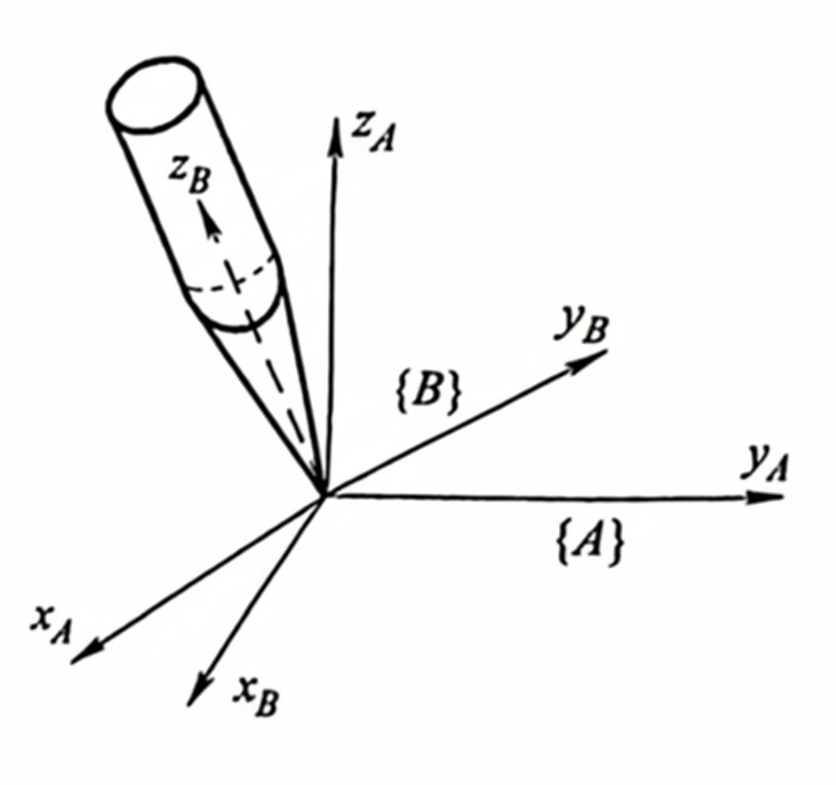 z_A
z_B
y_B
{B}
y_A
{A}
x_A
x_B